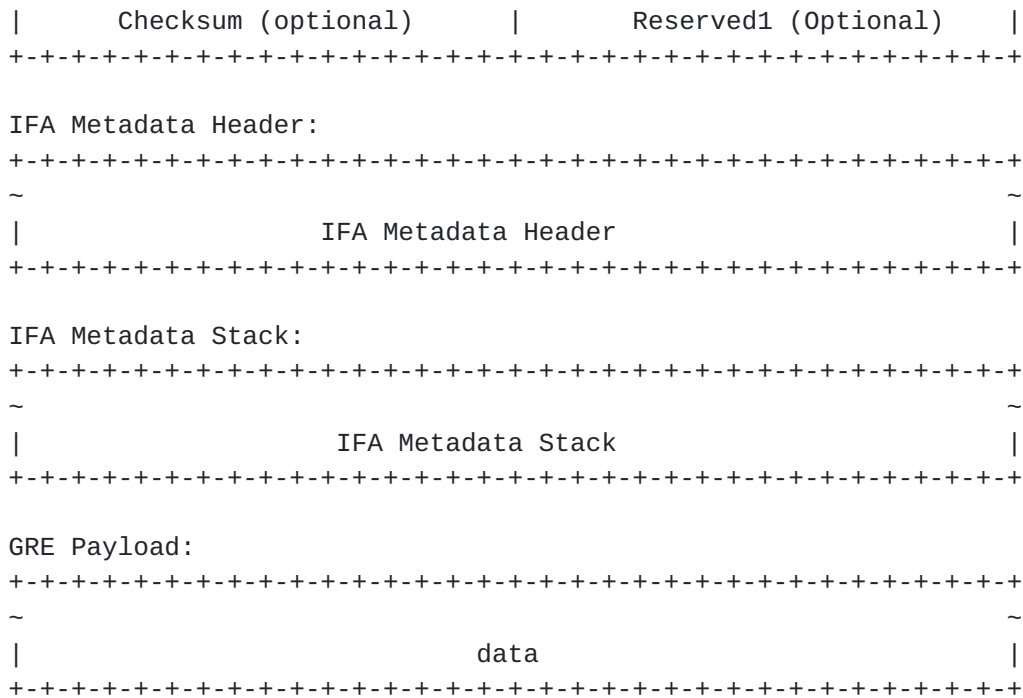 |      Checksum (optional)      |       Reserved1 (Optional)    |
+-+-+-+-+-+-+-+-+-+-+-+-+-+-+-+-+-+-+-+-+-+-+-+-+-+-+-+-+-+-+-+-+
IFA Metadata Header:
+-+-+-+-+-+-+-+-+-+-+-+-+-+-+-+-+-+-+-+-+-+-+-+-+-+-+-+-+-+-+-+-+
~                                                               ~
|                   IFA Metadata Header                         |
+-+-+-+-+-+-+-+-+-+-+-+-+-+-+-+-+-+-+-+-+-+-+-+-+-+-+-+-+-+-+-+-+
IFA Metadata Stack:
+-+-+-+-+-+-+-+-+-+-+-+-+-+-+-+-+-+-+-+-+-+-+-+-+-+-+-+-+-+-+-+-+
~                                                               ~
|                    IFA Metadata Stack                         |
+-+-+-+-+-+-+-+-+-+-+-+-+-+-+-+-+-+-+-+-+-+-+-+-+-+-+-+-+-+-+-+-+
GRE Payload:
+-+-+-+-+-+-+-+-+-+-+-+-+-+-+-+-+-+-+-+-+-+-+-+-+-+-+-+-+-+-+-+-+
~                                                               ~
|                             data                              |
+-+-+-+-+-+-+-+-+-+-+-+-+-+-+-+-+-+-+-+-+-+-+-+-+-+-+-+-+-+-+-+-+